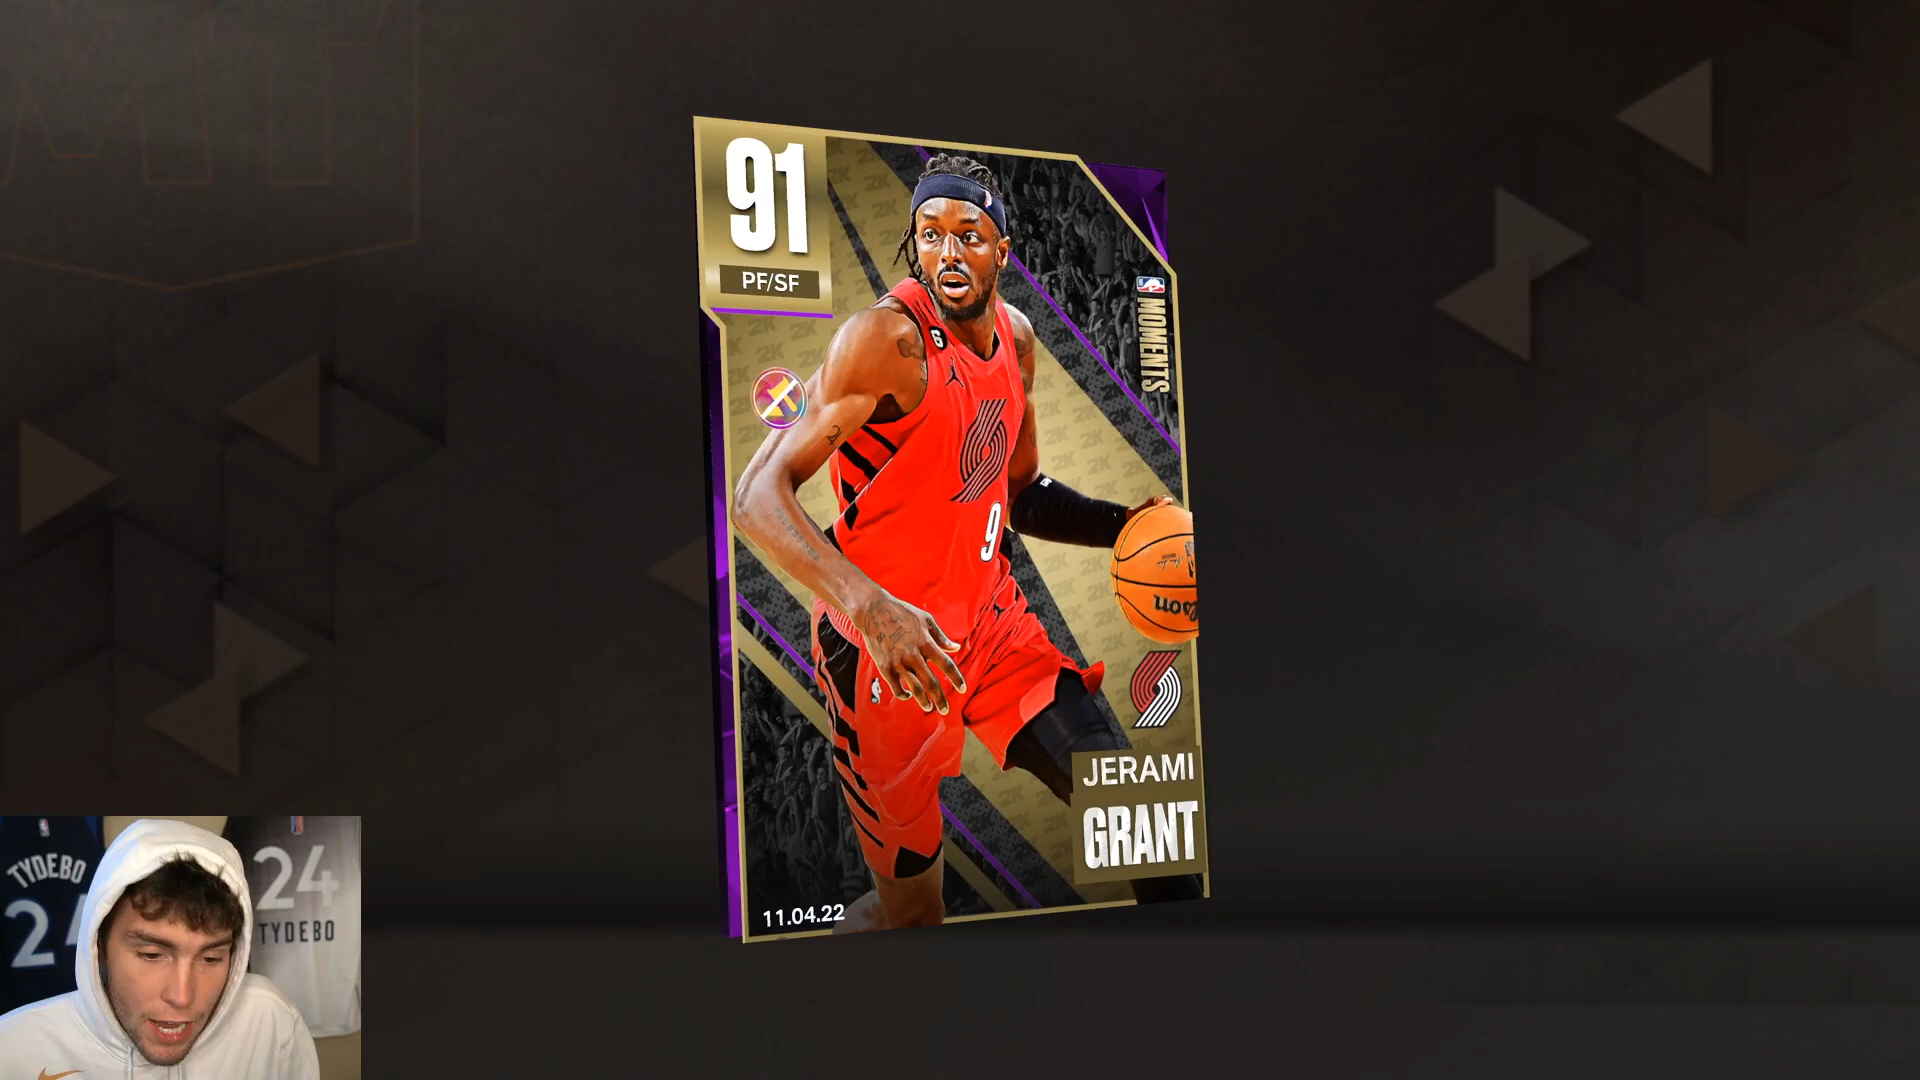 91
PF/SF
MOMENTS
6
9
JERAMI
GRANT
11.04.22
TYDEBO
24
24
TYDEBO